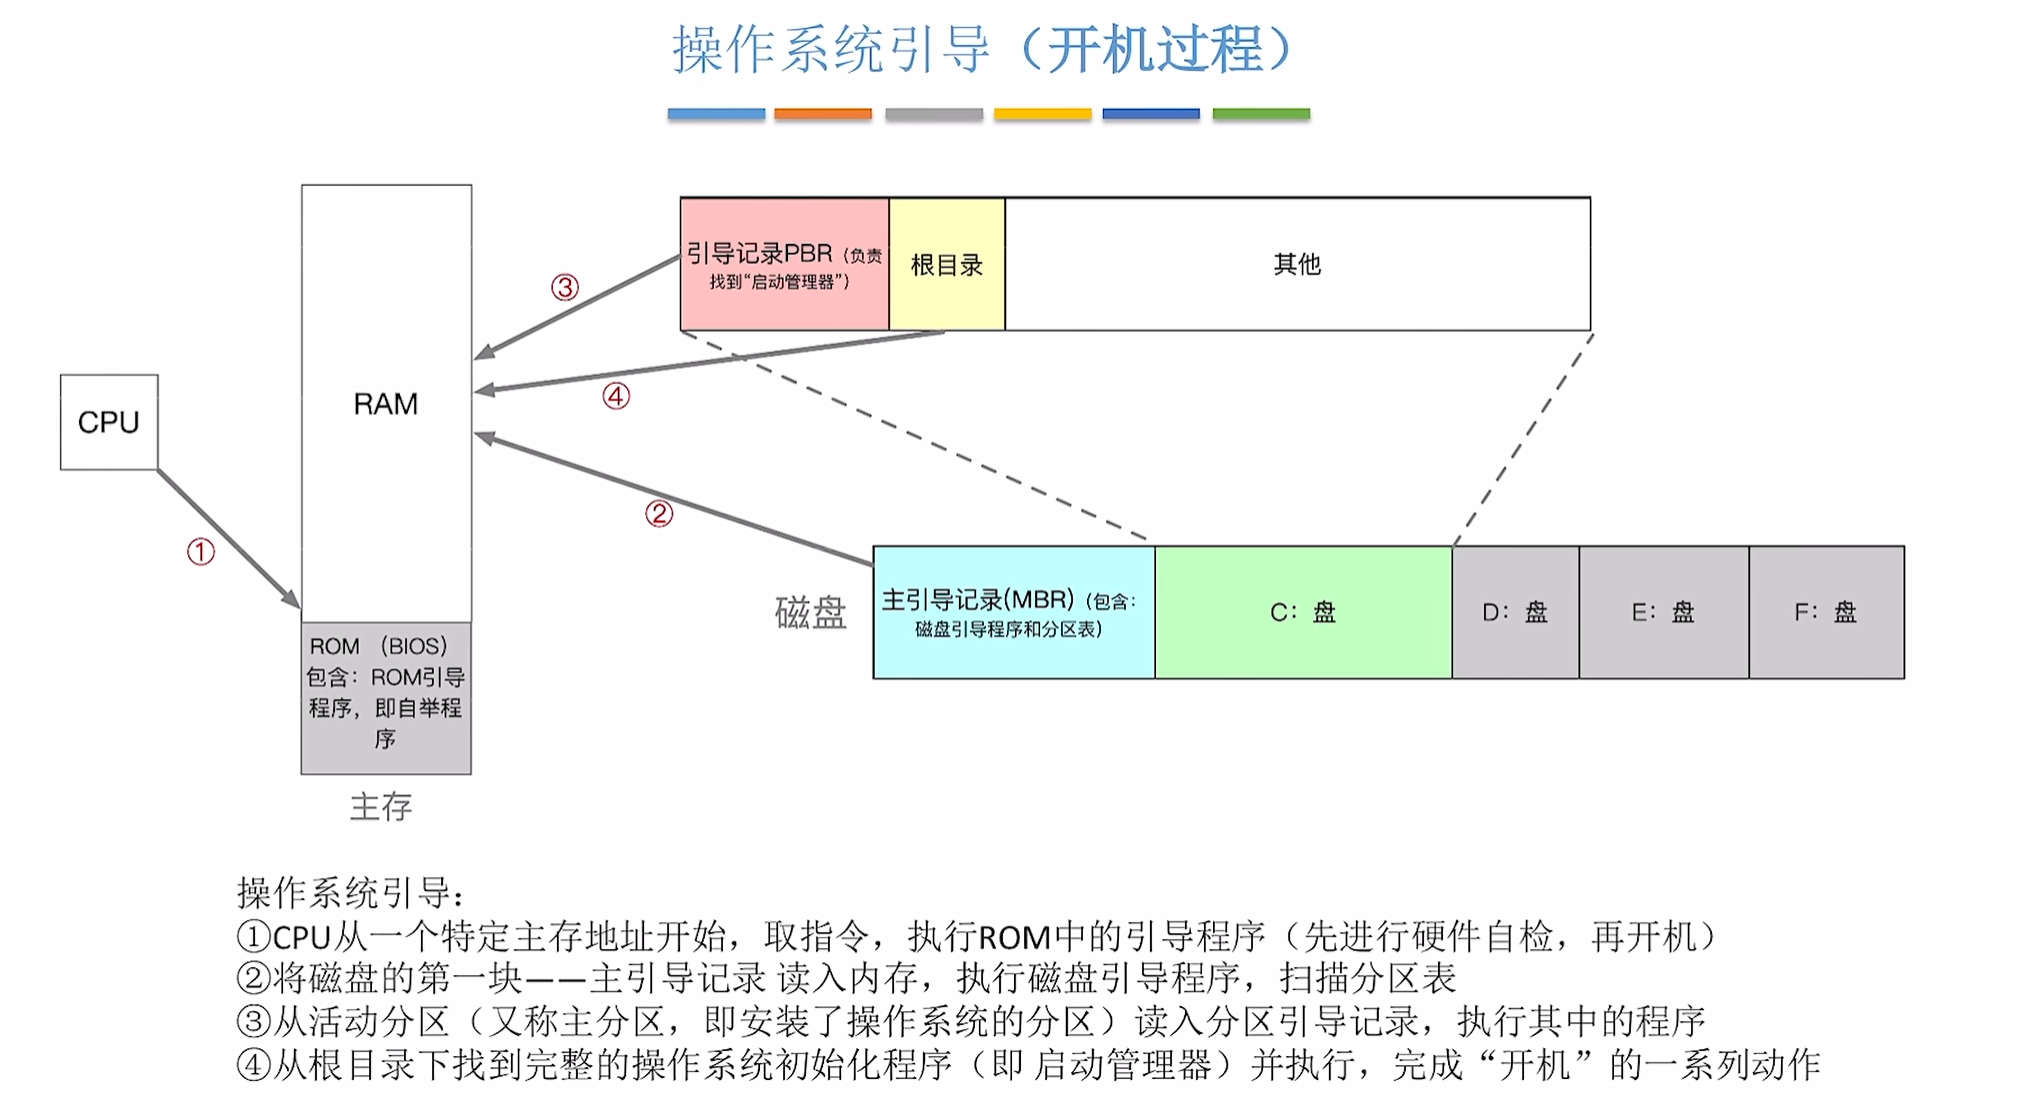 操作系统引导（开机过程）
引导记录PBR（负责
找到“启动管理器”）
根目录
其他
③
④
RAM
CPU
②
①
磁盘
主引导记录(MBR)（包含：
磁盘引导程序和分区表）
C：盘
D：盘
E：盘
F：盘
ROM （BIOS）
包含：ROM引导
程序，即自举程
序
主存
操作系统引导：
①CPU从一个特定主存地址开始，取指令，执行ROM中的引导程序（先进行硬件自检，再开机）
②将磁盘的第一块——主引导记录 读入内存，执行磁盘引导程序，扫描分区表
③从活动分区（又称主分区，即安装了操作系统的分区）读入分区引导记录，执行其中的程序
④从根目录下找到完整的操作系统初始化程序（即 启动管理器）并执行，完成“开机”的一系列动作